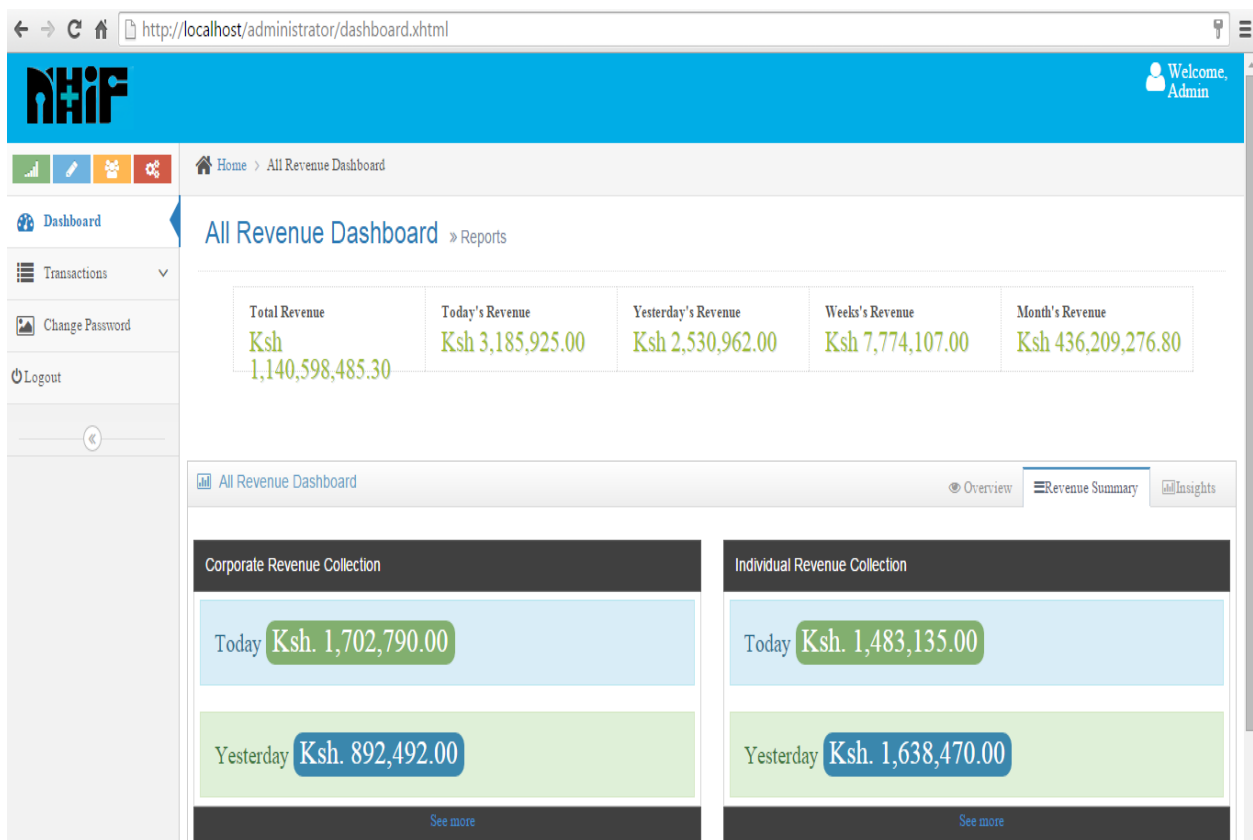 http://localhost/administrator/dashboard.xhtml
NHiF
Welcome,
Admin
Home > All Revenue Dashboard
Dashboard
Transactions
Change Password
Logout
All Revenue Dashboard » Reports
Total Revenue
Ksh
1,140,598,485.30
Today's Revenue
Ksh 3,185,925.00
Yesterday's Revenue
Ksh 2,530,962.00
Weeks's Revenue
Ksh 7,774,107.00
Month's Revenue
Ksh 436,209,276.80
All Revenue Dashboard
Overview
Revenue Summary
Insights
Corporate Revenue Collection
Today Ksh. 1,702,790.00
Yesterday Ksh. 892,492.00
See more
Individual Revenue Collection
Today Ksh. 1,483,135.00
Yesterday Ksh. 1,638,470.00
See more